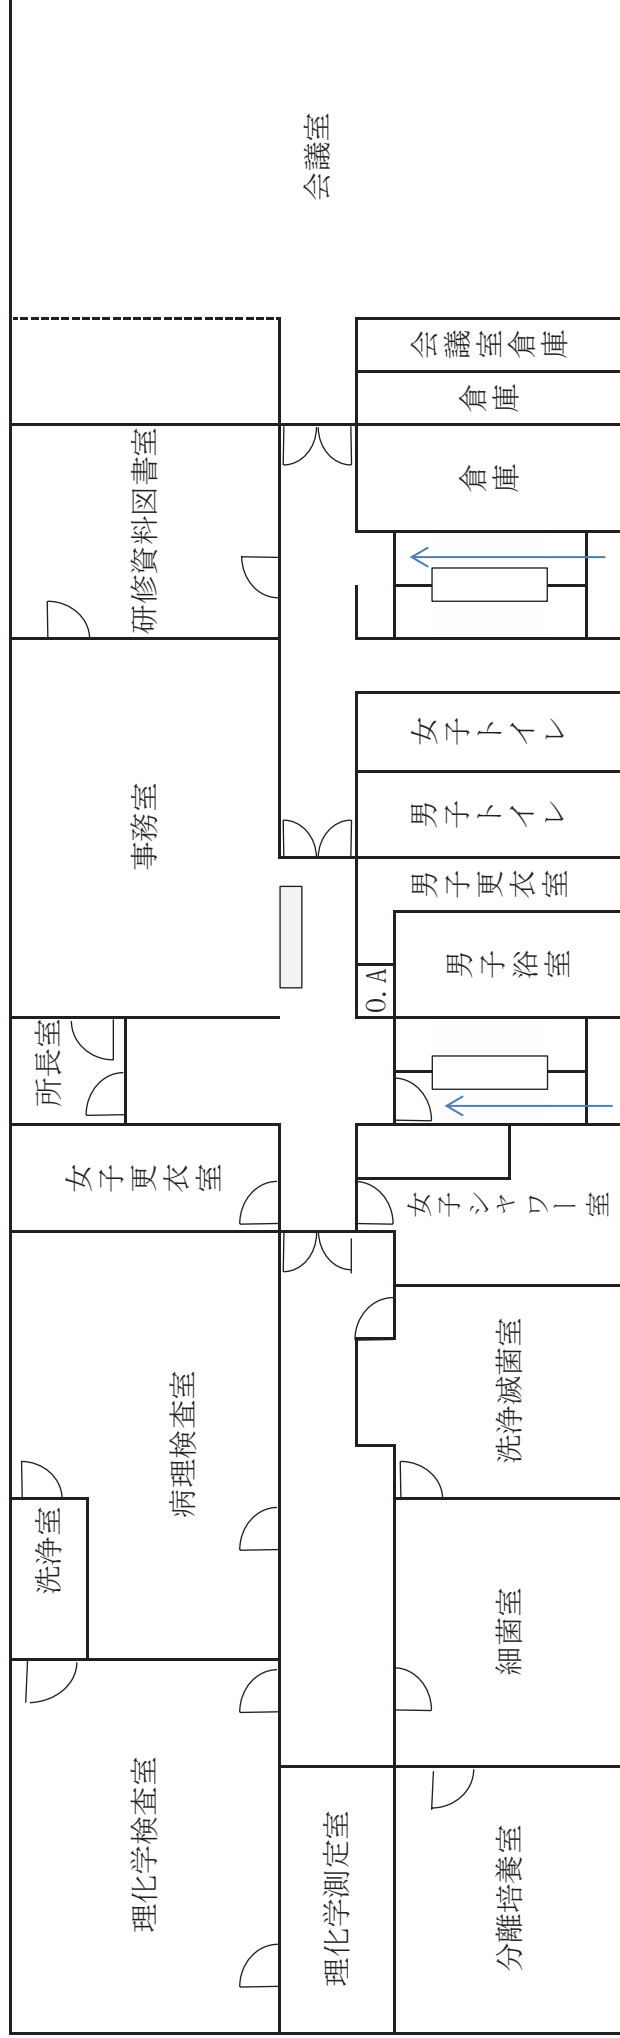 会議室
会議室倉庫
倉庫
倉庫
研修資料図書室
女子トイレ
事務室
男子トイレ
男子更衣室
男子浴室
O.A
所長室
女子更衣室
女子シャワー室
洗浄滅菌室
病理検査室
洗浄室
細菌室
理化学検査室
理化学測定室
分離培養室